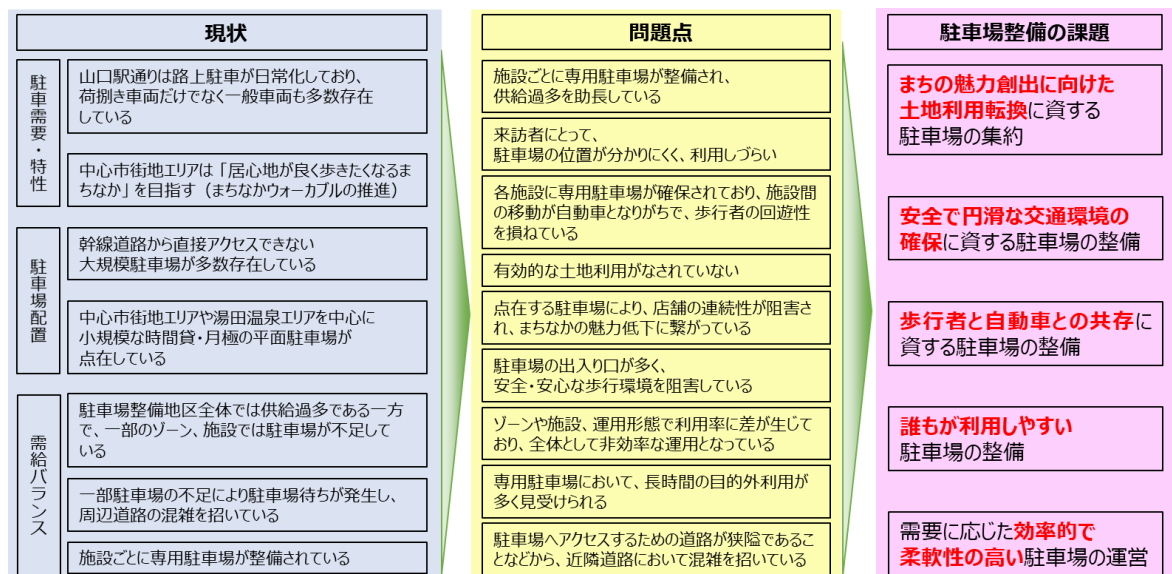 現状
駐車需要・特性
山口駅通りは路上駐車が日常化しており、
荷捌き車両だけでなく一般車両も多数存在
している
中心市街地エリアは「居心地が良く歩きたくなるま
ちなか」を目指す（まちなかウォーカブルの推進）
駐車場配置
幹線道路から直接アクセスできない
大規模駐車場が多数存在している
中心市街地エリアや湯田温泉エリアを中心に
小規模な時間貸・月極の平面駐車場が
点在している
需給バランス
駐車場整備地区全体では供給過多である一方
で、一部のゾーン、施設では駐車場が不足して
いる
一部駐車場の不足により駐車場待ちが発生し、
周辺道路の混雑を招いている
施設ごとに専用駐車場が整備されている
問題点
施設ごとに専用駐車場が整備され、
供給過多を助長している
来訪者にとって、
駐車場の位置が分かりにくく、利用しづらい
各施設に専用駐車場が確保されており、施設間
の移動が自動車となりがちで、歩行者の回遊性
を損ねている
有効的な土地利用がなされていない
点在する駐車場により、店舗の連続性が阻害さ
れ、まちなかの魅力低下に繋がっている
駐車場の出入り口が多く、
安全・安心な歩行環境を阻害している
ゾーンや施設、運用形態で利用率に差が生じて
おり、全体として非効率な運用となっている
専用駐車場において、長時間の目的外利用が
多く見受けられる
駐車場へアクセスするための道路が狭隘であるこ
となどから、近隣道路において混雑を招いている
駐車場整備の課題
まちの魅力創出に向けた
土地利用転換に資する
駐車場の集約
安全で円滑な交通環境の
確保に資する駐車場の整備
歩行者と自動車との共存に
資する駐車場の整備
誰もが利用しやすい
駐車場の整備
需要に応じた効率的で
柔軟性の高い駐車場の運営